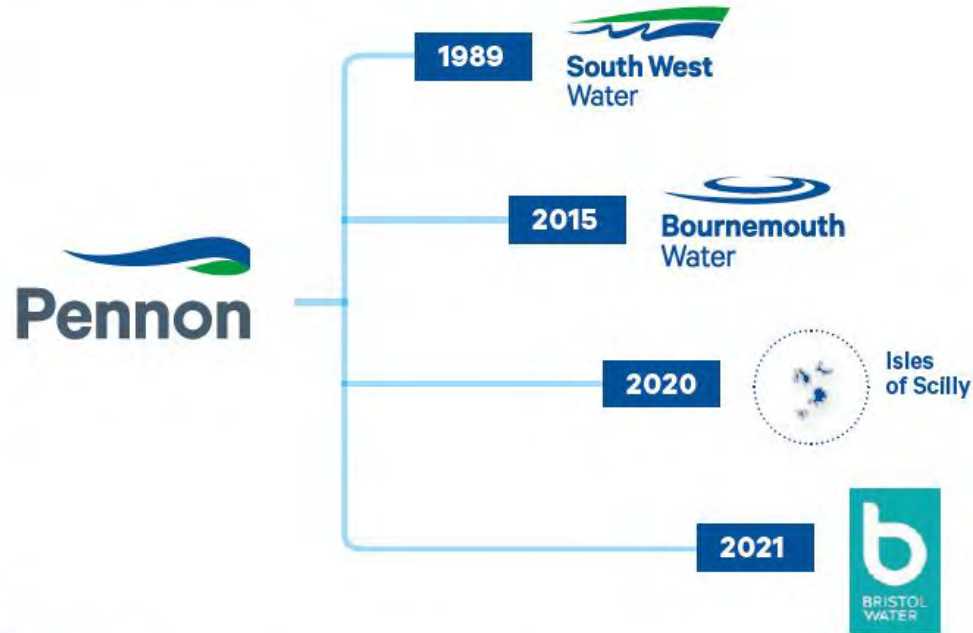 1989
South West
Water
2015
Bournemouth
Water
Pennon
2020
Isles
of Scilly
2021
b
BRISTOL
WATER